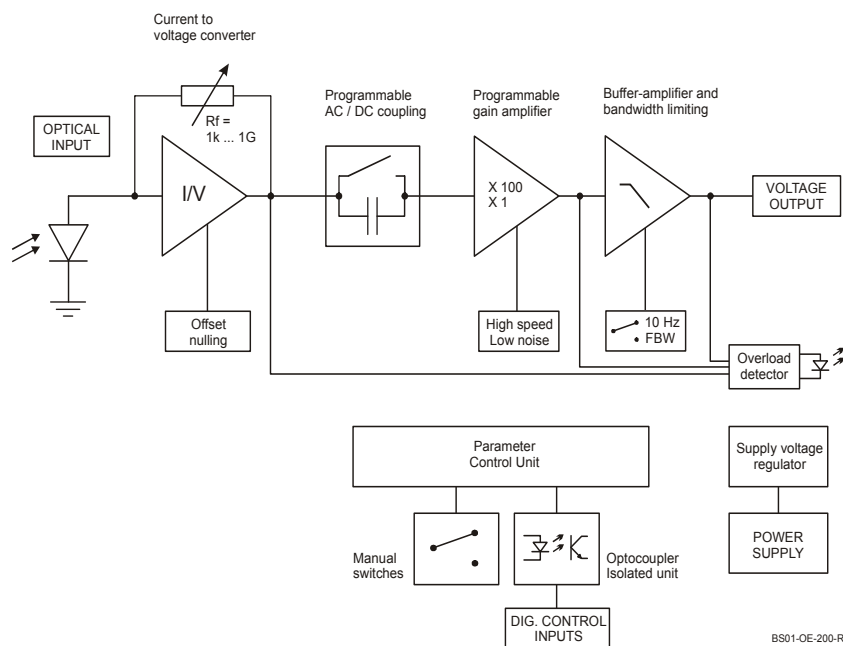 Current to
voltage converter
OPTICAL
INPUT
Rf =
1k ... 1G
I/V
Offset
nulling
Programmable
AC / DC coupling
Programmable
gain amplifier
X 100
X 1
High speed
Low noise
Buffer-amplifier and
bandwidth limiting
10 Hz
FBW
VOLTAGE
OUTPUT
Overload
detector
Parameter
Control Unit
Manual
switches
Optocoupler
Isolated unit
DIG. CONTROL
INPUTS
Supply voltage
regulator
POWER
SUPPLY
BS01-OE-200-R